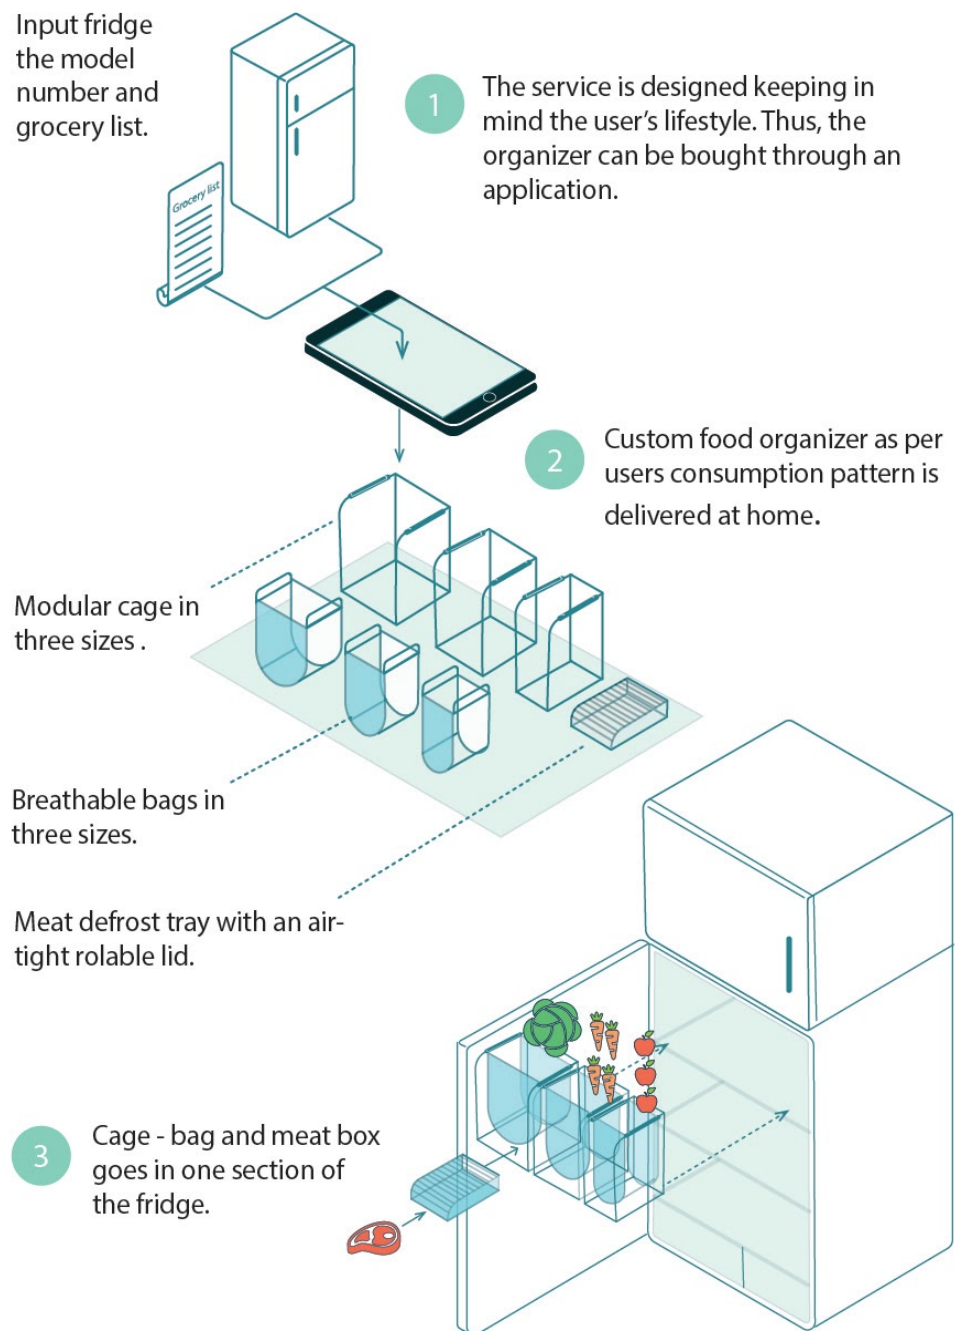 Input fridge
the model
number and
grocery list.
Grocery list
1
The service is designed keeping in
mind the user's lifestyle. Thus, the
organizer can be bought through an
application.
2
Custom food organizer as per
users consumption pattern is
delivered at home.
Modular cage in
three sizes .
Breathable bags in
three sizes.
Meat defrost tray with an air-
tight rolable lid.
3
Cage - bag and meat box
goes in one section of
the fridge.